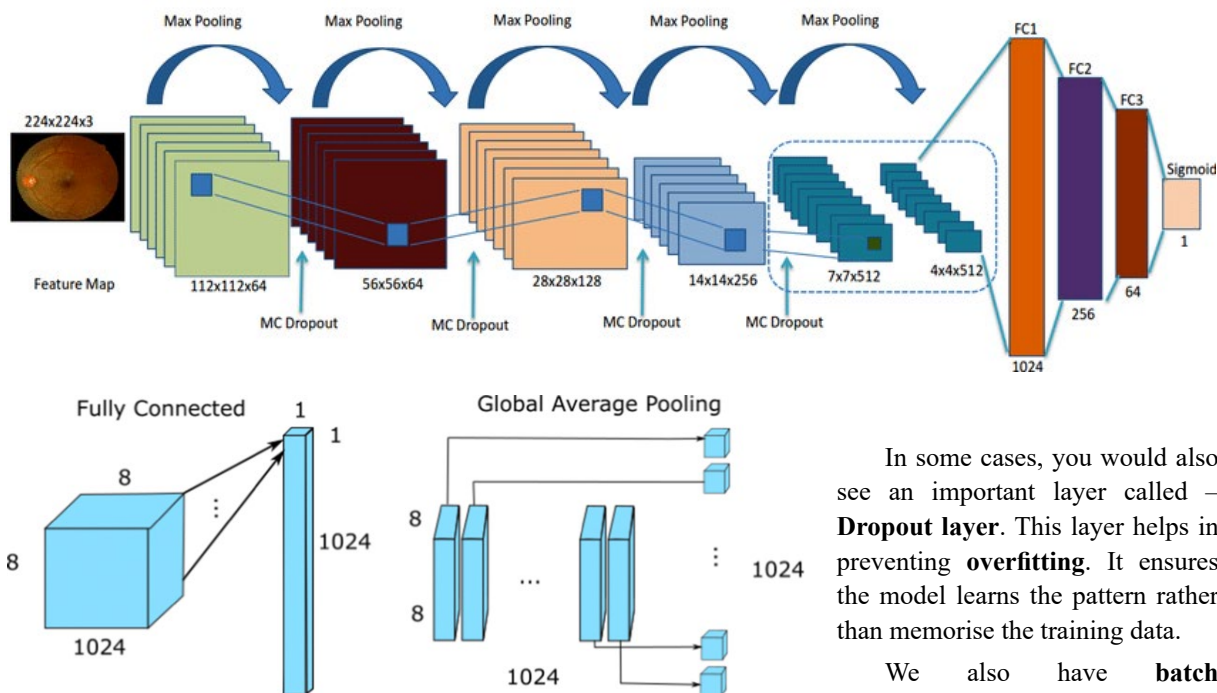 Max Pooling Max Pooling Max Pooling Max Pooling Max Pooling
FC1
FC2
FC3
224x224x3
Sigmoid
1
Feature Map
112x112x64
56x56x64
28x28x128
14x14x256
7x7x512
4x4x512
64
256
MC Dropout MC Dropout MC Dropout MC Dropout
1024
Fully Connected
1
1
8
8
1024
1024
Global Average Pooling
8
8
1024
1024
In some cases, you would also
see an important layer called –
Dropout layer. This layer helps in
preventing overfitting. It ensures
the model learns the pattern rather
than memorise the training data.
We also have batch